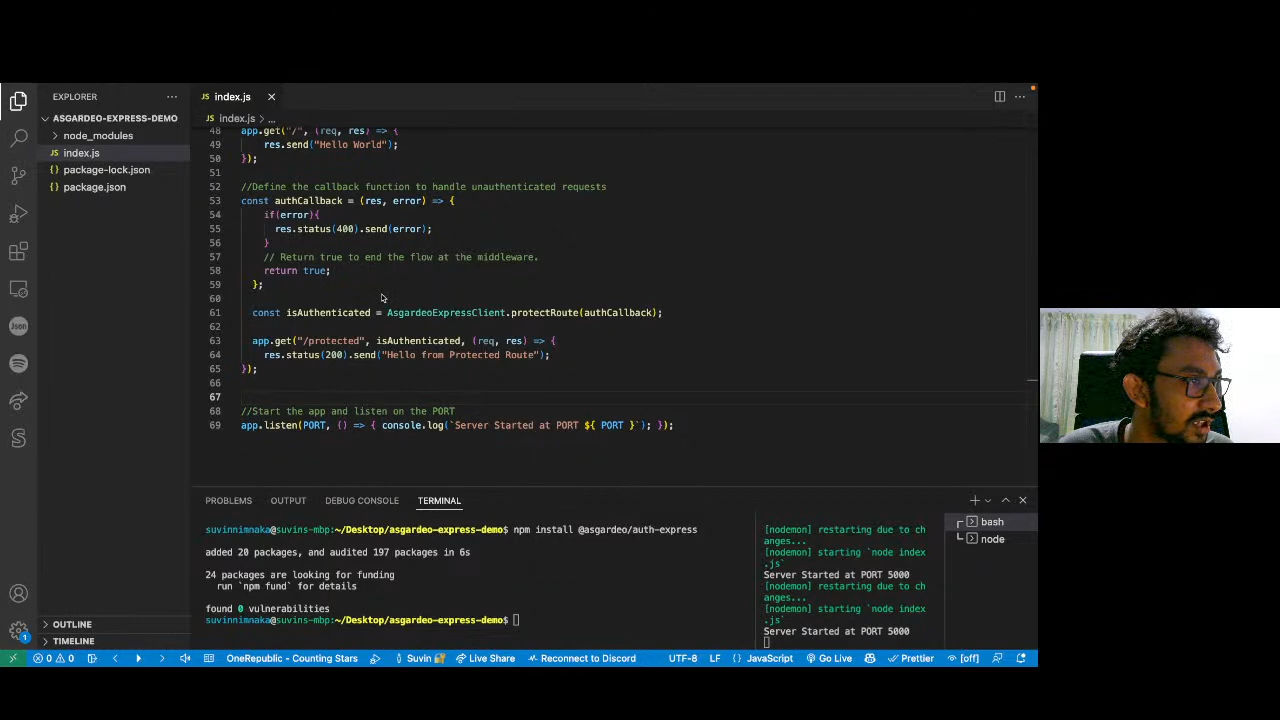 EXPLORER
index.js
ASGARDEO-EXPRESS-DEMO
node_modules
index.js
package-lock.json
package.json
OUTLINE
TIMELINE
index.js > ...
48 app.get("/", (req, res) => {
49 res.send("Hello World");
50 });
51
52 //Define the callback function to handle unauthenticated requests
53 const authCallback = (res, error) => {
54 if(error){
55 res.status(400).send(error);
56 }
57 // Return true to end the flow at the middleware.
58 return true;
59 };
60
61 const isAuthenticated = AsgardeoExpressClient.protectRoute(authCallback);
62
63 app.get("/protected", isAuthenticated, (req, res) => {
64 res.status(200).send("Hello from Protected Route");
65 });
66
67
68 //Start the app and listen on the PORT
69 app.listen(PORT, () => { console.log(`Server Started at PORT ${ PORT }`); });
PROBLEMS OUTPUT DEBUG CONSOLE TERMINAL
suvinnimnaka@suvins-mbp:~/Desktop/asgardeo-express-demo$ npm install @asgardeo/auth-express
added 20 packages, and audited 197 packages in 6s
24 packages are looking for funding
run `npm fund` for details
found 0 vulnerabilities
suvinnimnaka@suvins-mbp:~/Desktop/asgardeo-express-demo$
[nodemon] restarting due to ch
anges...
[nodemon] starting `node index
.js`
Server Started at PORT 5000
[nodemon] restarting due to ch
anges...
[nodemon] starting `node index
.js`
Server Started at PORT 5000
bash
node
Json
1
0 0 OneRepublic - Counting Stars Suvin Live Share Reconnect to Discord UTF-8 LF JavaScript Go Live Prettier [off]